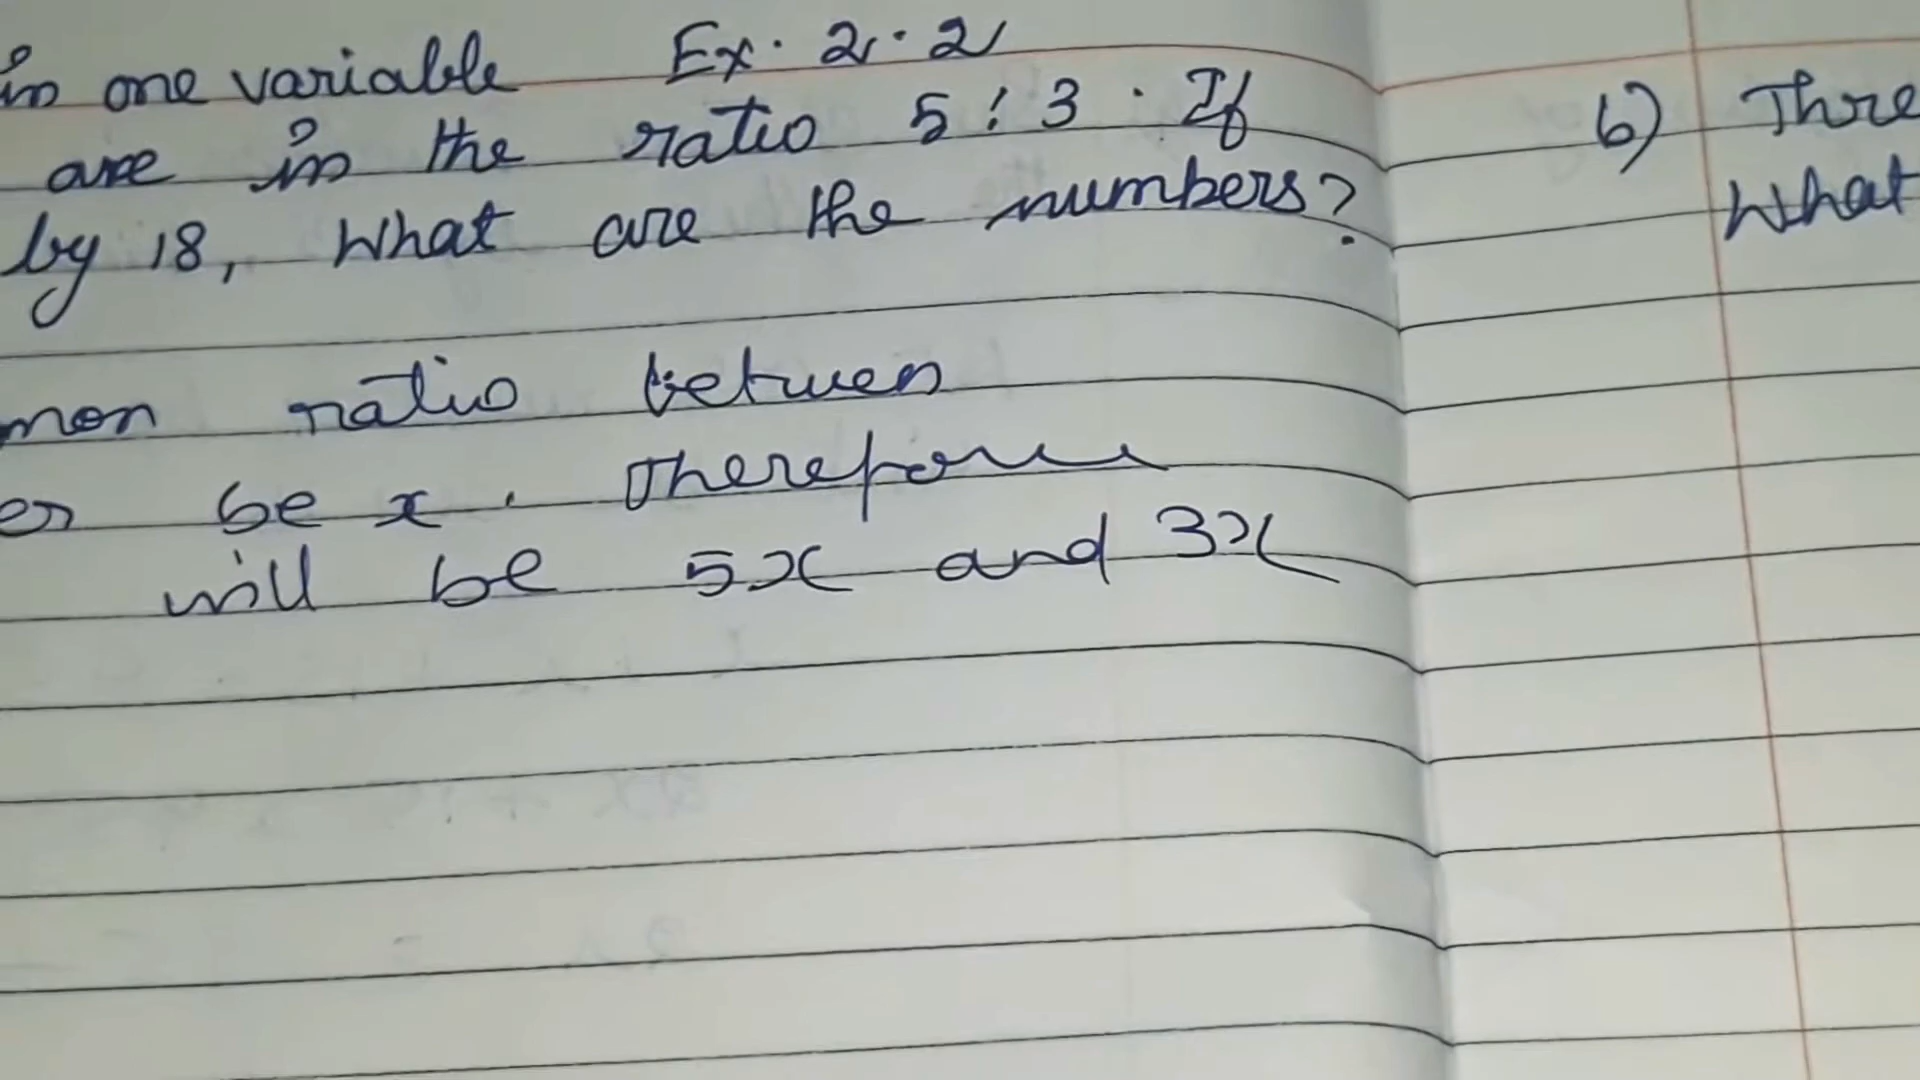 in one variable Ex. 2.2
are in the ratio 5:3. If
by 18, What are the numbers?
mon ratio between
er be x. Therefore
will be 5x and 3x
6) Thre
What